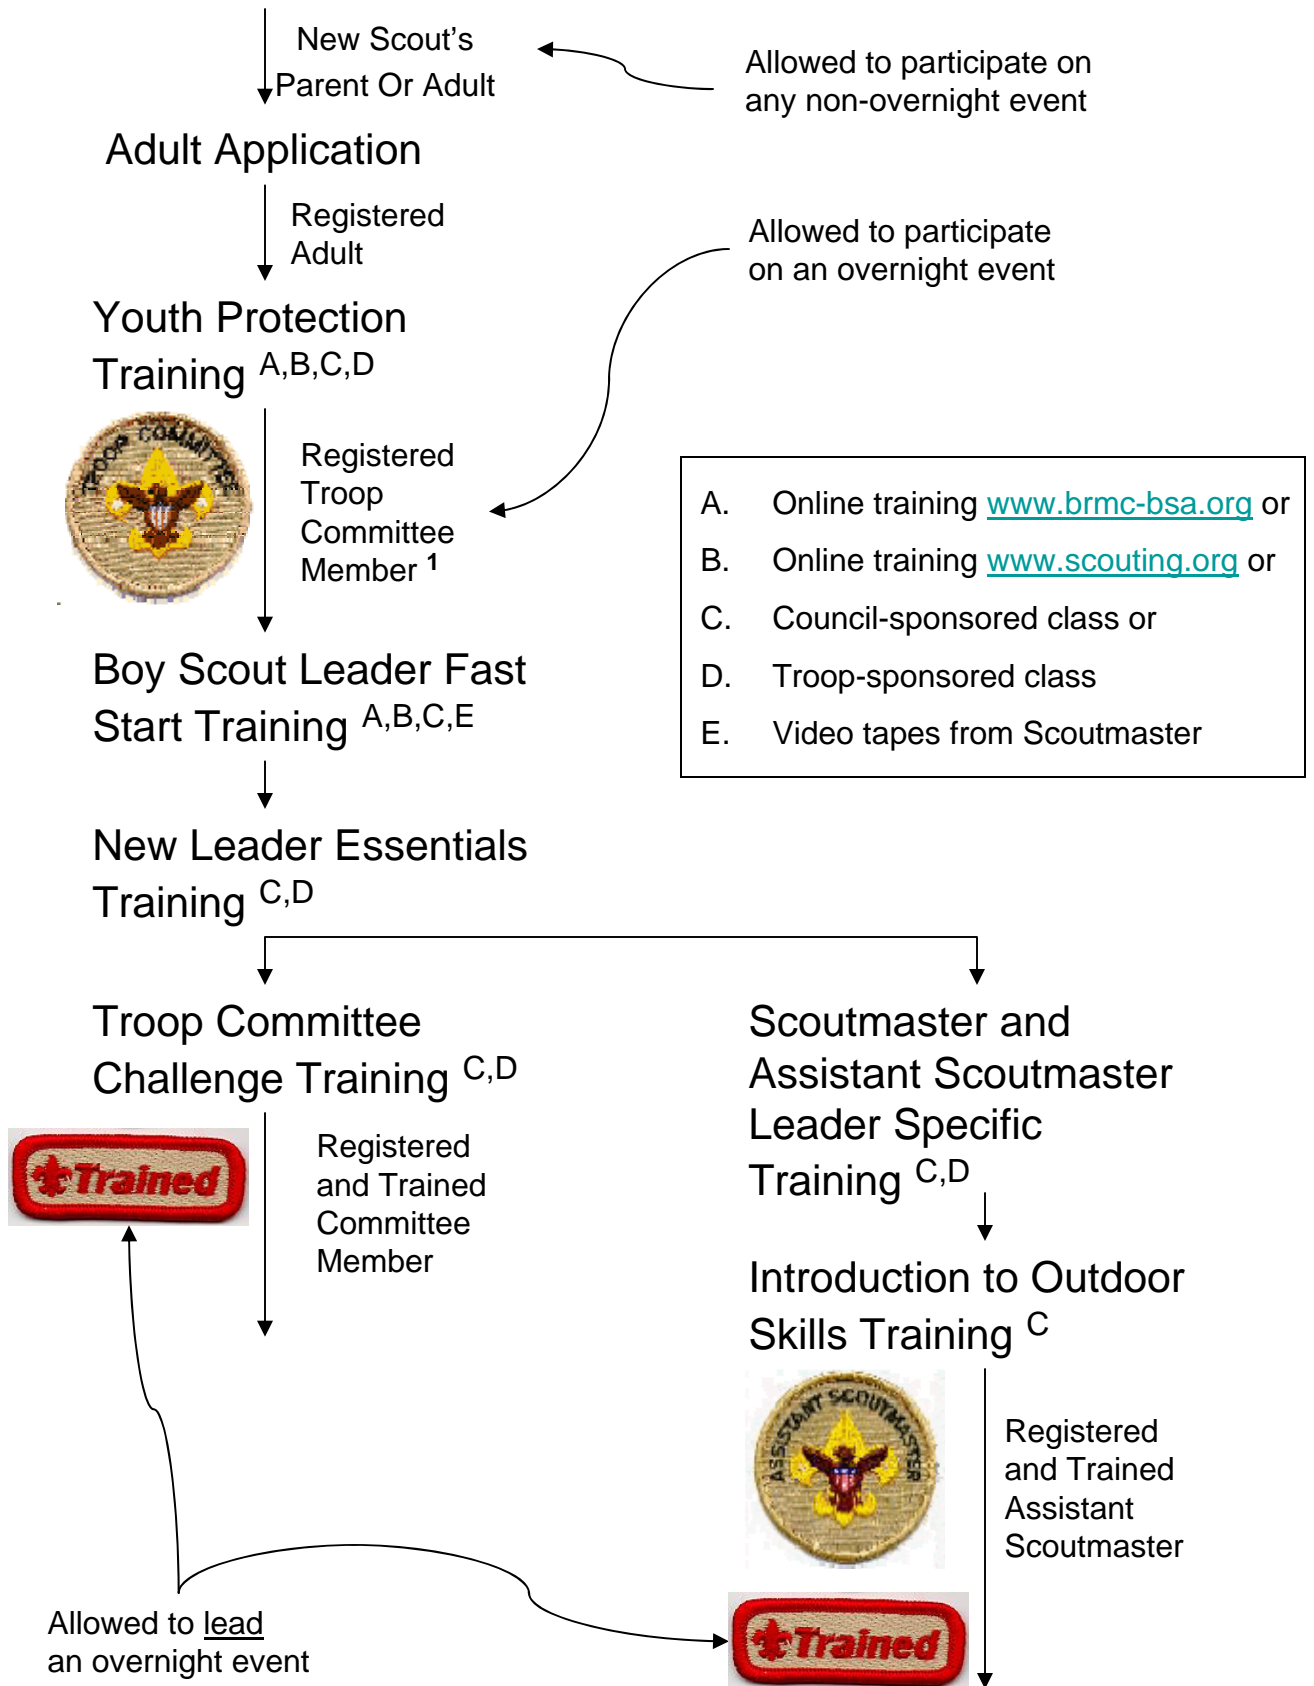 New Scout's
Parent Or Adult
Allowed to participate on
any non-overnight event
Adult Application
Registered
Adult
Allowed to participate
on an overnight event
Youth Protection
Training A,B,C,D
TROOP COMMITTEE
Registered
Troop
Committee
Member 1
A. Online training www.brmc-bsa.org or
B. Online training www.scouting.org or
C. Council-sponsored class or
D. Troop-sponsored class
E. Video tapes from Scoutmaster
Boy Scout Leader Fast
Start Training A,B,C,E
New Leader Essentials
Training C,D
Troop Committee
Challenge Training C,D
Trained
Registered
and Trained
Committee
Member
Scoutmaster and
Assistant Scoutmaster
Leader Specific
Training C,D
Introduction to Outdoor
Skills Training C
ASSISTANT SCOUTMASTER
Registered
and Trained
Assistant
Scoutmaster
Trained
Allowed to lead
an overnight event